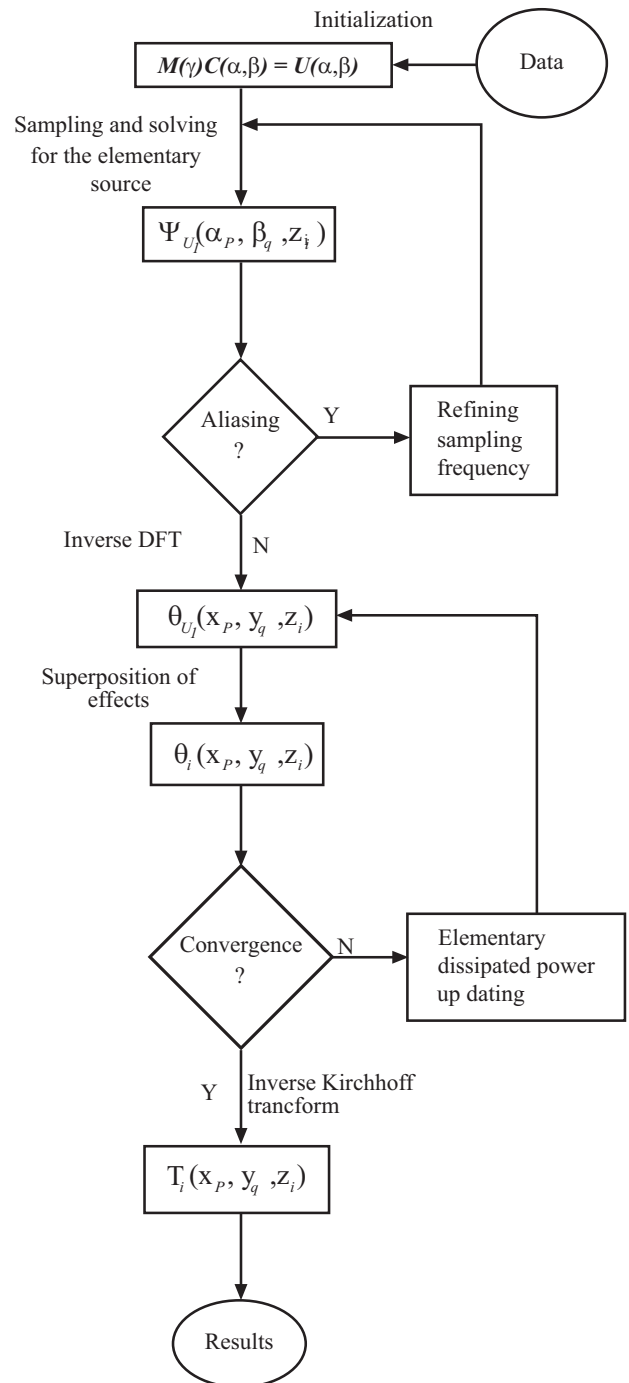 Initialization
Data
M(γ)C(α,β) = U(α,β)
Sampling and solving
for the elementary
source
Ψ_{U_I}(α_P, β_q ,z_i)
Aliasing
?
Y
Refining
sampling
frequency
Inverse DFT
N
θ_{U_I}(x_P, y_q ,z_i)
Superposition of
effects
θ_i(x_P, y_q ,z_i)
Convergence
?
N
Elementary
dissipated power
up dating
Y
Inverse Kirchhoff
trancform
T_i(x_P, y_q ,z_i)
Results